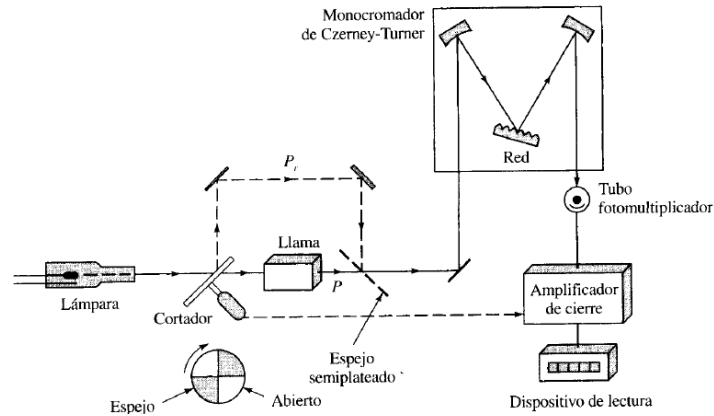 Monocromador
de Czerney-Turner
Red
P_r
Tubo
fotomultiplicador
Llama
P
Lámpara
Cortador
Amplificador
de cierre
Espejo
semiplateado
Espejo
Abierto
Dispositivo de lectura